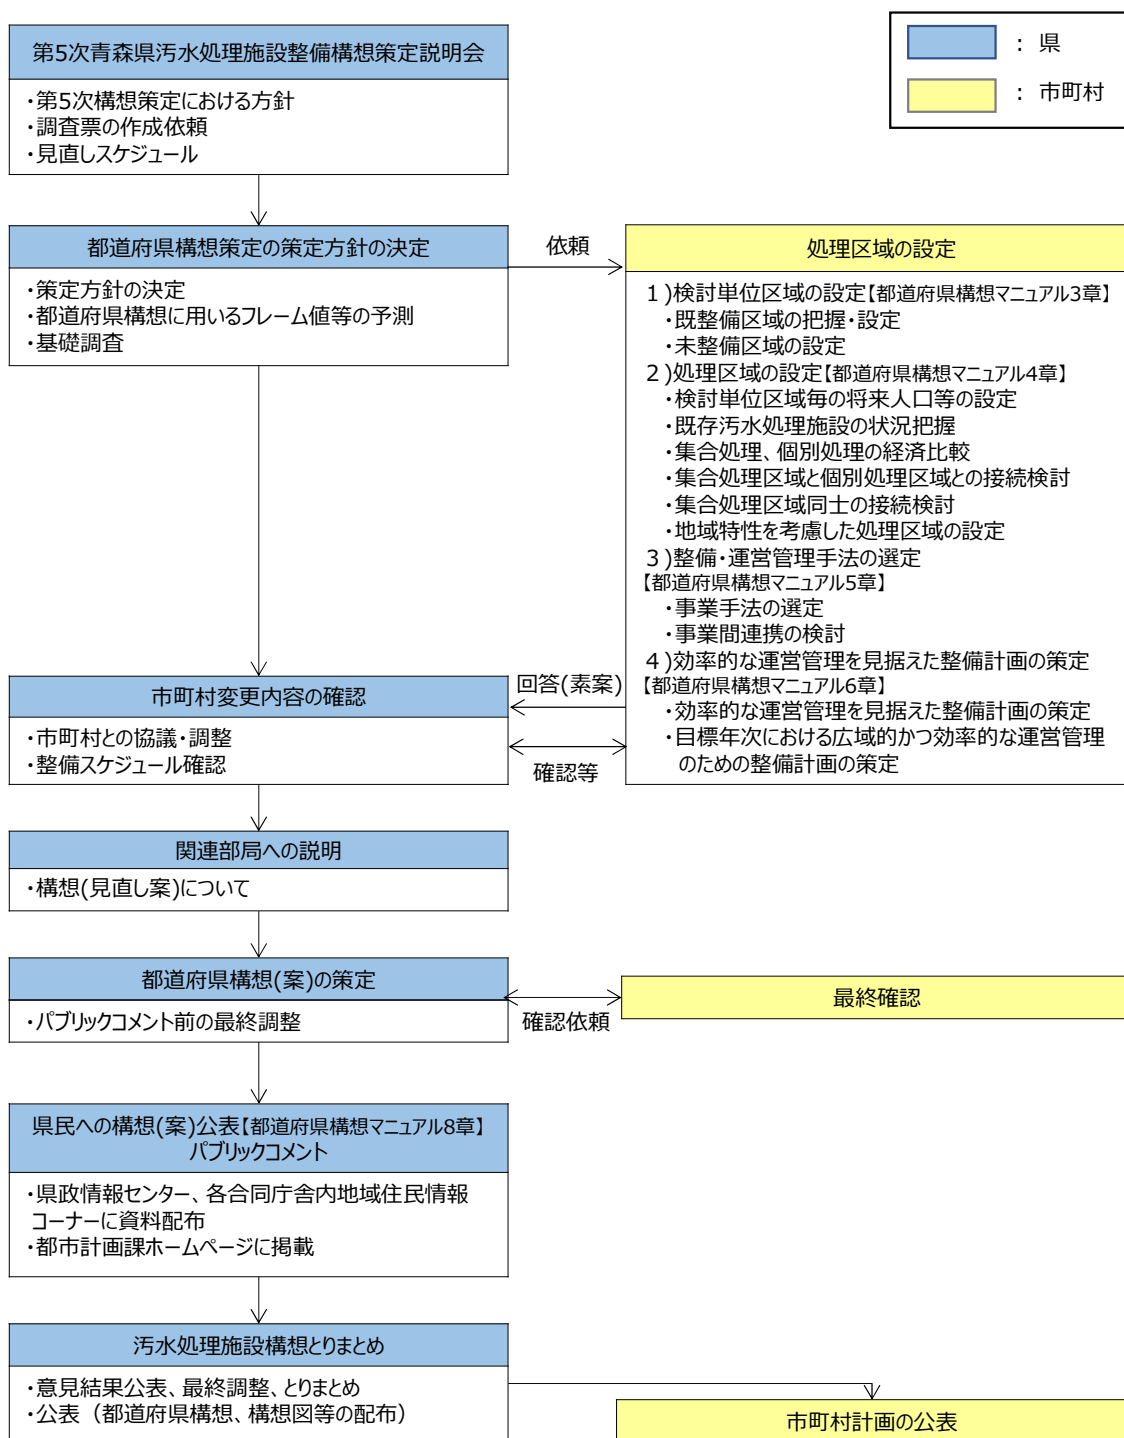 第5次青森県汚水処理施設整備構想策定説明会
・第5次構想策定における方針
・調査票の作成依頼
・見直しスケジュール
： 県
： 市町村
都道府県構想策定の策定方針の決定
・策定方針の決定
・都道府県構想に用いるフレーム値等の予測
・基礎調査
依頼
処理区域の設定
1)検討単位区域の設定【都道府県構想マニュアル3章】
・既整備区域の把握・設定
・未整備区域の設定
2)処理区域の設定【都道府県構想マニュアル4章】
・検討単位区域毎の将来人口等の設定
・既存汚水処理施設の状況把握
・集合処理、個別処理の経済比較
・集合処理区域と個別処理区域との接続検討
・集合処理区域同士の接続検討
・地域特性を考慮した処理区域の設定
3)整備・運営管理手法の選定
【都道府県構想マニュアル5章】
・事業手法の選定
・事業間連携の検討
4)効率的な運営管理を見据えた整備計画の策定
【都道府県構想マニュアル6章】
・効率的な運営管理を見据えた整備計画の策定
・目標年次における広域的かつ効率的な運営管理
のための整備計画の策定
市町村変更内容の確認
・市町村との協議・調整
・整備スケジュール確認
回答(素案)
確認等
関連部局への説明
・構想(見直し案)について
都道府県構想(案)の策定
・パブリックコメント前の最終調整
確認依頼
最終確認
県民への構想(案)公表【都道府県構想マニュアル8章】
パブリックコメント
・県政情報センター、各合同庁舎内地域住民情報
コーナーに資料配布
・都市計画課ホームページに掲載
汚水処理施設構想とりまとめ
・意見結果公表、最終調整、とりまとめ
・公表（都道府県構想、構想図等の配布）
市町村計画の公表